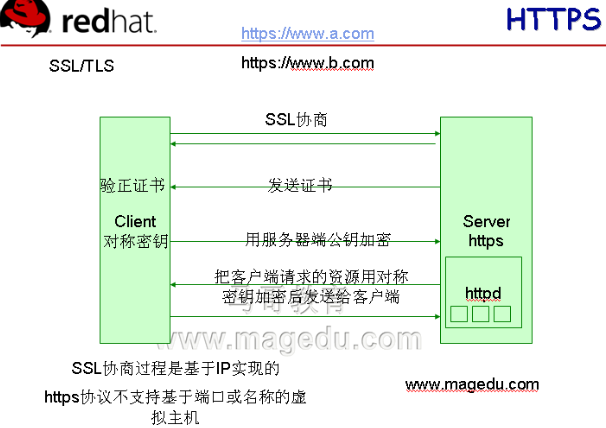 redhat.
HTTPS
https://www.a.com
SSL/TLS
https://www.b.com
SSL协商
验正证书
发送证书
Client
对称密钥
用服务器端公钥加密
Server
https
把客户端请求的资源用对称
密钥加密后发送给客户端
httpd
马哥教育
www.magedu.com
SSL协商过程是基于IP实现的
www.magedu.com
https协议不支持基于端口或名称的虚
拟主机